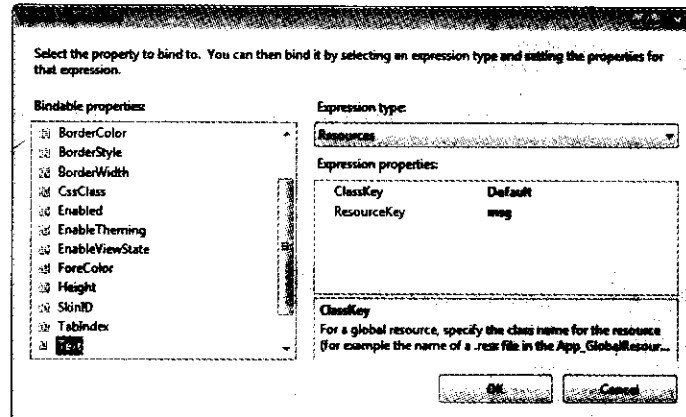 Select the property to bind to. You can then bind it by selecting an expression type and setting the properties for
that expression.
Bindable properties:
BorderColor
BorderStyle
BorderWidth
CssClass
Enabled
EnableTheming
EnableViewState
ForeColor
Height
SkinID
TabIndex
Text
Expression type:
Resources
Expression properties:
ClassKey Default
ResourceKey msg
ClassKey
For a global resource, specify the class name for the resource
(for example the name of a .resx file in the App_GlobalResour...
OK Cancel